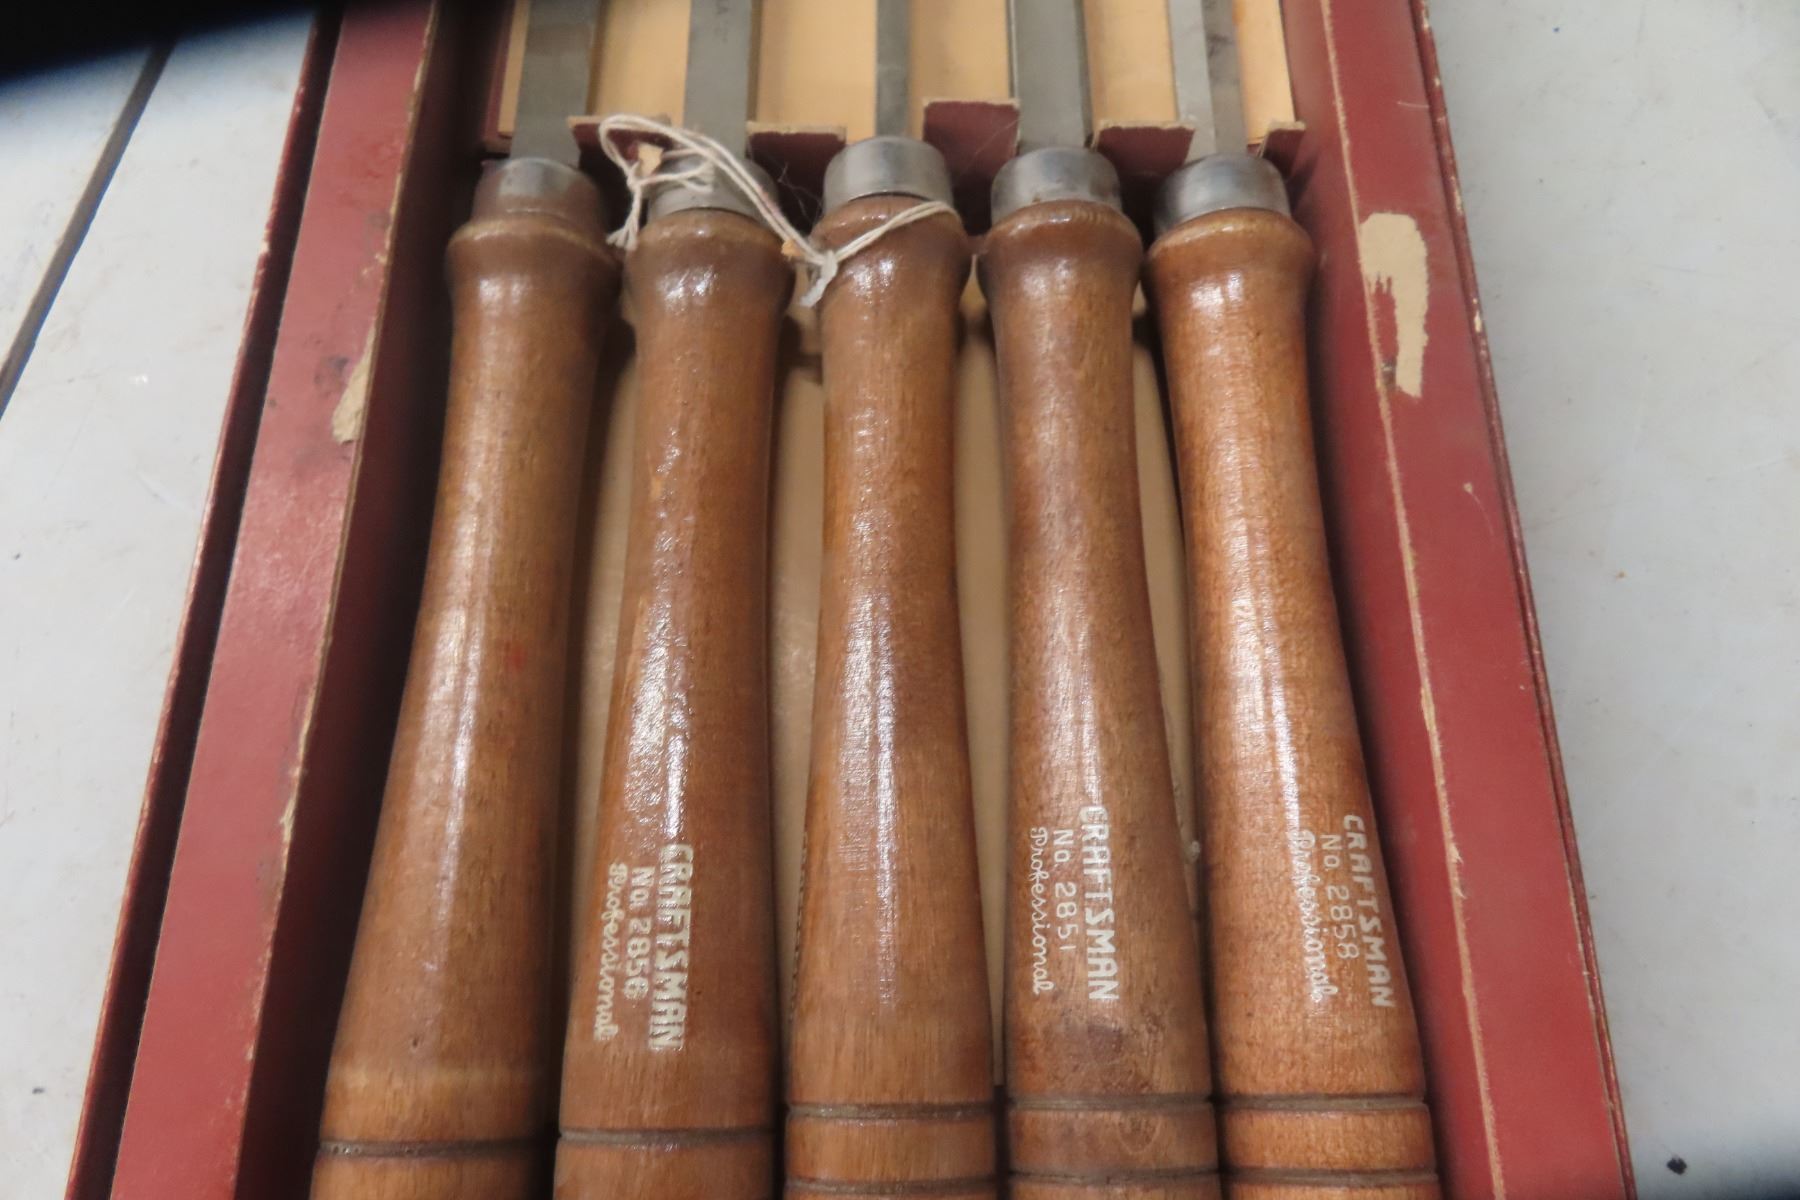 CRAFTSMAN
No. 2856
Professional
CRAFTSMAN
No. 2851
Professional
CRAFTSMAN
No. 2858
Professional